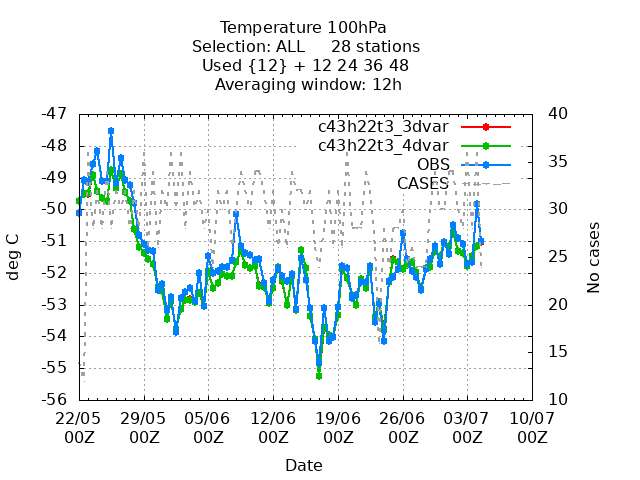 Temperature 100hPa
Selection: ALL 28 stations
Used {12} + 12 24 36 48
Averaging window: 12h
-47 40
c43h22t3_3dvar
-48
c43h22t3_4dvar
OBS 35
-49
CASES
-50 30
-51
25
-52
-53 20
-54
15
-55
-56 10
deg C
No cases
22/05 29/05 05/06 12/06 19/06 26/06 03/07 10/07
00Z 00Z 00Z 00Z 00Z 00Z 00Z 00Z
Date